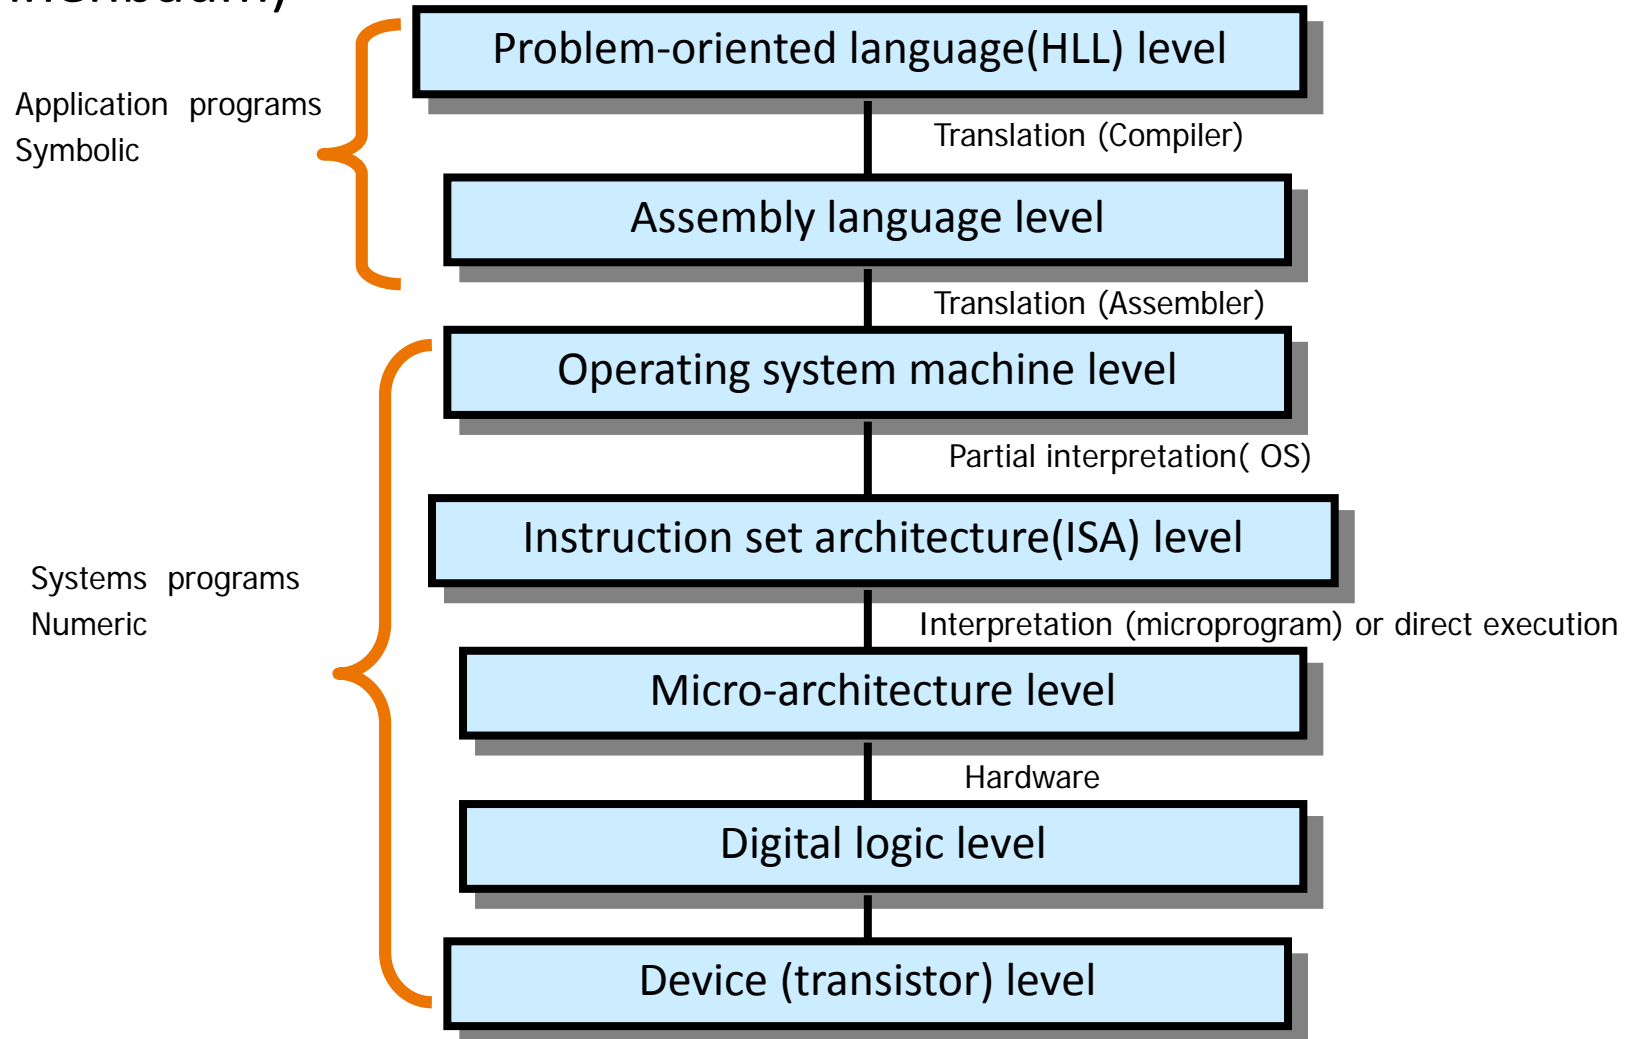 Problem-oriented language(HLL) level
Application programs
Symbolic
Translation (Compiler)
Assembly language level
Translation (Assembler)
Operating system machine level
Partial interpretation( OS)
Instruction set architecture(ISA) level
Systems programs
Numeric
Interpretation (microprogram) or direct execution
Micro-architecture level
Hardware
Digital logic level
Device (transistor) level